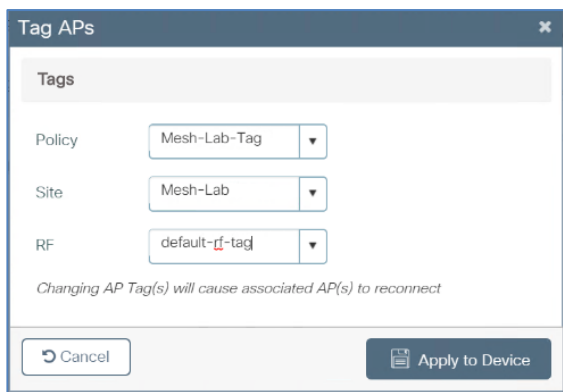 Tag APs
Tags
Policy Mesh-Lab-Tag
Site Mesh-Lab
RF default-rf-tag
Changing AP Tag(s) will cause associated AP(s) to reconnect
Cancel Apply to Device